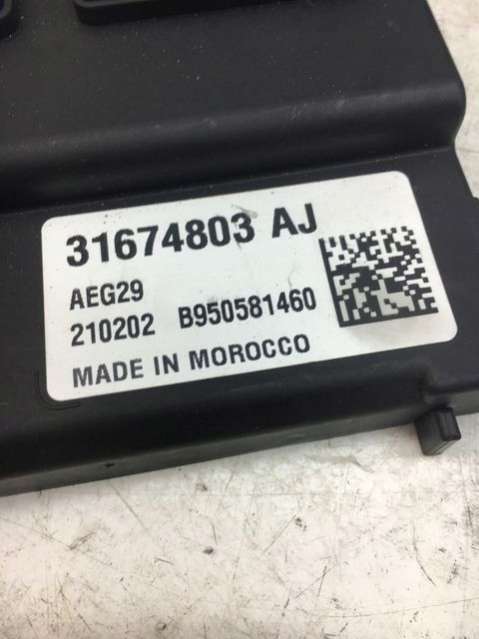 31674803 AJ
AEG29
210202 B950581460
MADE IN MOROCCO